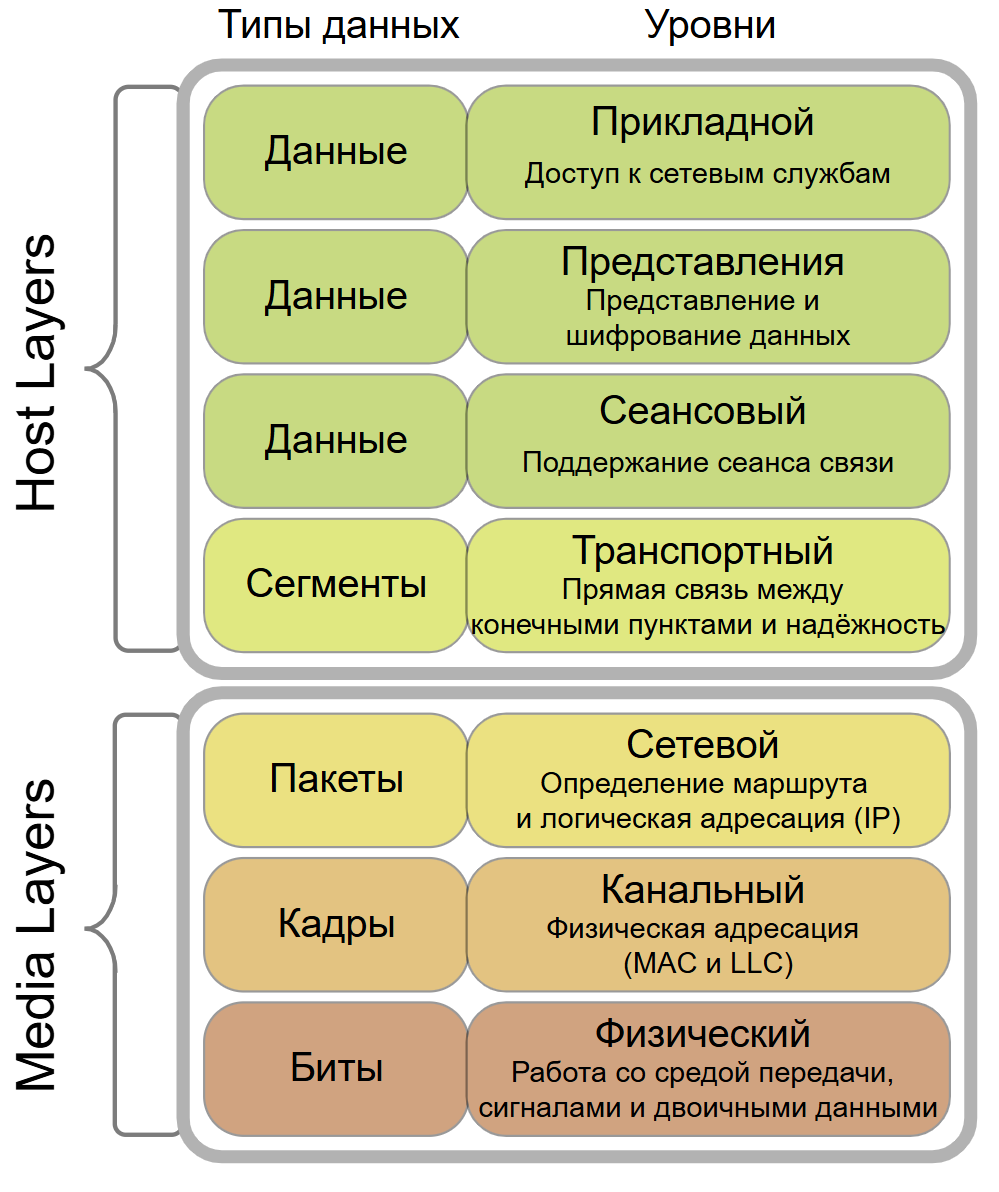 Типы данных
Уровни
Host Layers
Данные
Прикладной
Доступ к сетевым службам
Данные
Представления
Представление и
шифрование данных
Данные
Сеансовый
Поддержание сеанса связи
Сегменты
Транспортный
Прямая связь между
конечными пунктами и надёжность
Media Layers
Пакеты
Сетевой
Определение маршрута
и логическая адресация (IP)
Кадры
Канальный
Физическая адресация
(MAC и LLC)
Биты
Физический
Работа со средой передачи,
сигналами и двоичными данными